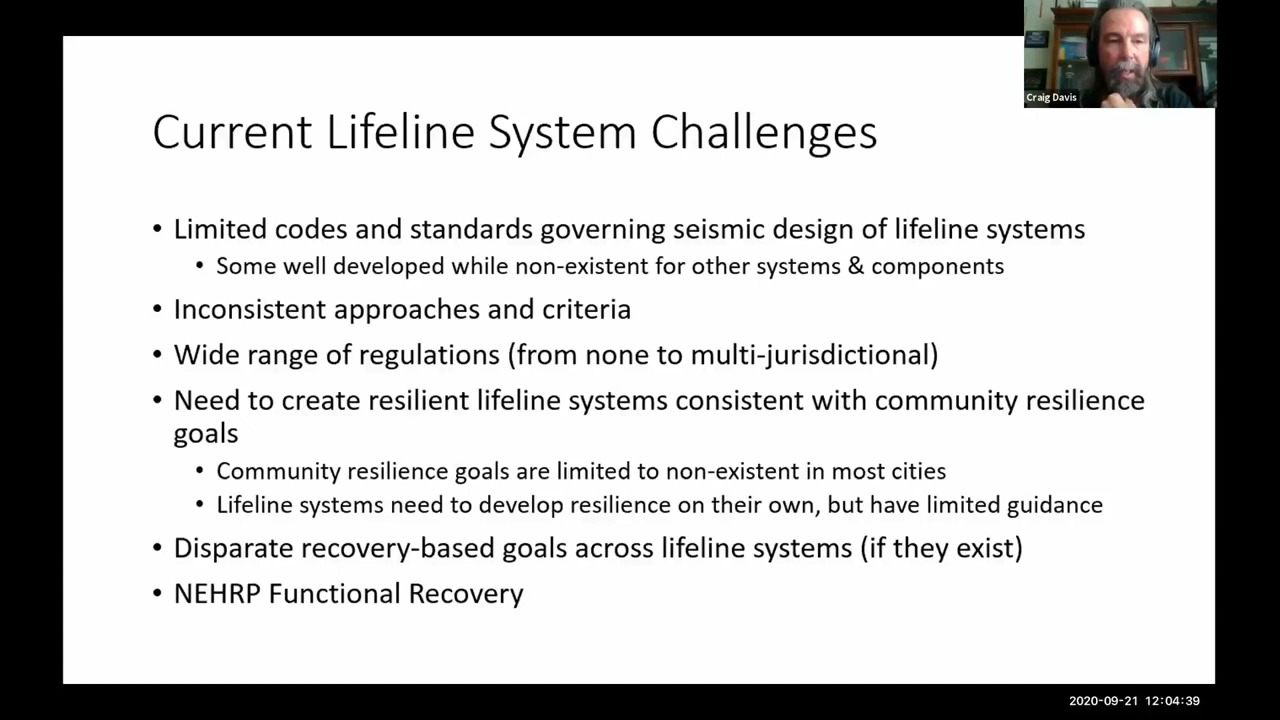 Craig Davis
Current Lifeline System Challenges
• Limited codes and standards governing seismic design of lifeline systems
• Some well developed while non-existent for other systems & components
• Inconsistent approaches and criteria
• Wide range of regulations (from none to multi-jurisdictional)
• Need to create resilient lifeline systems consistent with community resilience
goals
• Community resilience goals are limited to non-existent in most cities
• Lifeline systems need to develop resilience on their own, but have limited guidance
• Disparate recovery-based goals across lifeline systems (if they exist)
• NEHRP Functional Recovery
2020-09-21 12:04:39